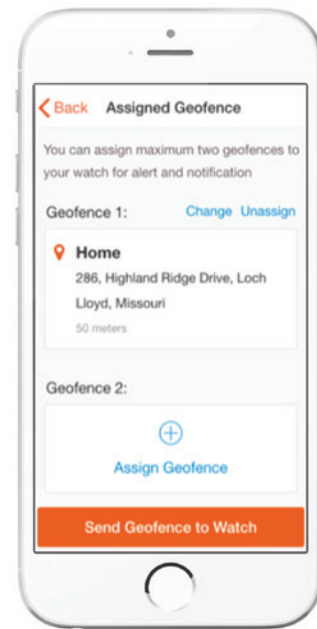 Back Assigned Geofence
You can assign maximum two geofences to
your watch for alert and notification
Geofence 1: Change Unassign
Home
286, Highland Ridge Drive, Loch
Lloyd, Missouri
50 meters
Geofence 2:
Assign Geofence
Send Geofence to Watch